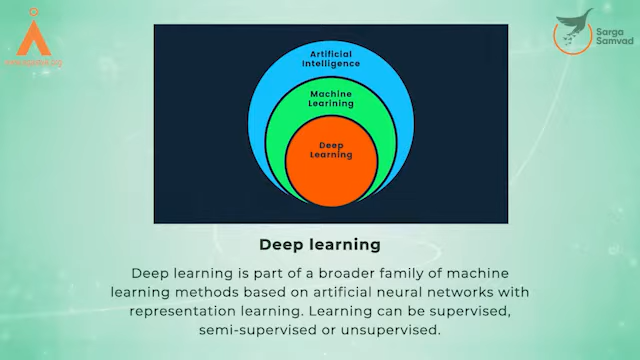 Sarga
Samvad
Artificial
Intelligence
Machine
Learining
Deep
Learning
Deep learning
Deep learning is part of a broader family of machine
learning methods based on artificial neural networks with
representation learning. Learning can be supervised,
semi-supervised or unsupervised.